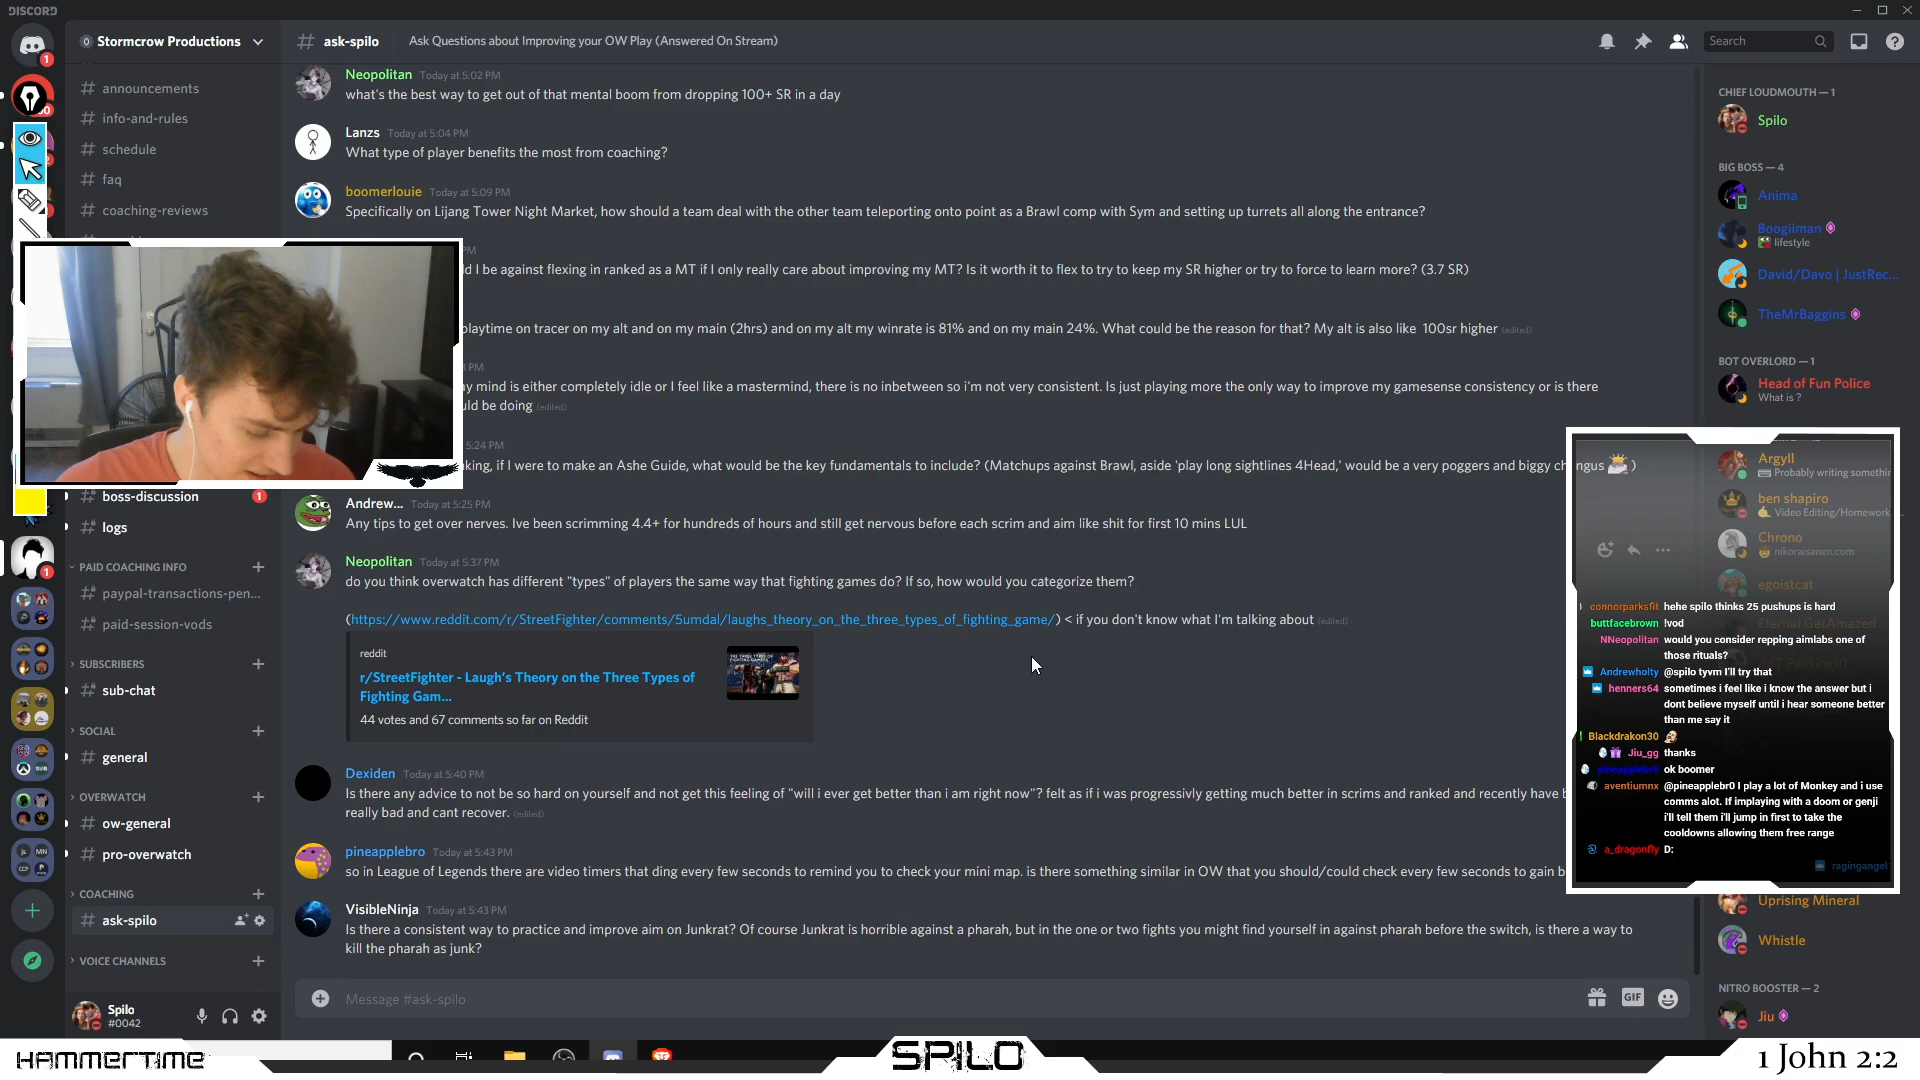 DISCORD
Stormcrow Productions
# ask-spilo
Ask Questions about Improving your OW Play (Answered On Stream)
Search
# announcements
# info-and-rules
# schedule
# faq
# coaching-reviews
# boss-discussion
1
# logs
PAID COACHING INFO
# paypal-transactions-pen...
# paid-session-vods
SUBSCRIBERS
# sub-chat
SOCIAL
# general
OVERWATCH
# ow-general
# pro-overwatch
COACHING
# ask-spilo
VOICE CHANNELS
Spilo
#0042
Neopolitan Today at 5:02 PM
what's the best way to get out of that mental boom from dropping 100+ SR in a day
Lanzs Today at 5:04 PM
What type of player benefits the most from coaching?
boomerlouie Today at 5:09 PM
Specifically on Lijang Tower Night Market, how should a team deal with the other team teleporting onto point as a Brawl comp with Sym and setting up turrets all along the entrance?
I be against flexing in ranked as a MT if I only really care about improving my MT? Is it worth it to flex to try to keep my SR higher or try to force to learn more? (3.7 SR)
playtime on tracer on my alt and on my main (2hrs) and on my alt my winrate is 81% and on my main 24%. What could be the reason for that? My alt is also like 100sr higher (edited)
mind is either completely idle or I feel like a mastermind, there is no inbetween so i'm not very consistent. Is just playing more the only way to improve my gamesense consistency or is there
be doing (edited)
5:24 PM
if I were to make an Ashe Guide, what would be the key fundamentals to include? (Matchups against Brawl, aside 'play long sightlines 4Head,' would be a very poggers and biggy ch ngus )
Andrew... Today at 5:25 PM
Any tips to get over nerves. Ive been scrimming 4.4+ for hundreds of hours and still get nervous before each scrim and aim like shit for first 10 mins LUL
Neopolitan Today at 5:37 PM
do you think overwatch has different "types" of players the same way that fighting games do? If so, how would you categorize them?
(https://www.reddit.com/r/StreetFighter/comments/5umdal/laughs_theory_on_the_three_types_of_fighting_game/) < if you don't know what I'm talking about (edited)
reddit
r/StreetFighter - Laugh's Theory on the Three Types of
Fighting Gam...
44 votes and 67 comments so far on Reddit
Dexiden Today at 5:40 PM
Is there any advice to not be so hard on yourself and not get this feeling of "will i ever get better than i am right now"? felt as if i was progressivly getting much better in scrims and ranked and recently have
really bad and cant recover. (edited)
pineapplebro Today at 5:43 PM
so in League of Legends there are video timers that ding every few seconds to remind you to check your mini map. is there something similar in OW that you should/could check every few seconds to gain
VisibleNinja Today at 5:43 PM
Is there a consistent way to practice and improve aim on Junkrat? Of course Junkrat is horrible against a pharah, but in the one or two fights you might find yourself in against pharah before the switch, is there a way to
kill the pharah as junk?
Message #ask-spilo
GIF
CHIEF LOUDMOUTH — 1
Spilo
BIG BOSS — 4
Anima
Boogiiman
lifestyle
David/Davo | JustRec...
TheMrBaggins
BOT OVERLORD — 1
Head of Fun Police
What is ?
Argyll
Probably writing somethin
ben shapiro
Video Editing/Homework
Chrono
nikoraisanen.com
egoistcat
connorparksfit hehe spilo thinks 25 pushups is hard
buttfacebrown !vod
NNeopolitan would you consider repping aimlabs one of
those rituals?
Andrewholty @spilo tyvm I'll try that
henners64 sometimes i feel like i know the answer but i
dont believe myself until i hear someone better
than me say it
Blackdrakon30
Jiu_gg thanks
pineapplebr0 ok boomer
aventiumnx @pineapplebr0 I play a lot of Monkey and i use
comms alot. If implaying with a doom or genji
i'll tell them i'll jump in first to take the
cooldowns allowing them free range
a_dragonfly D:
ragingangel
Uprising Mineral
Whistle
NITRO BOOSTER — 2
Jiu
HAMMERTIME
SPILO
1 John 2:2